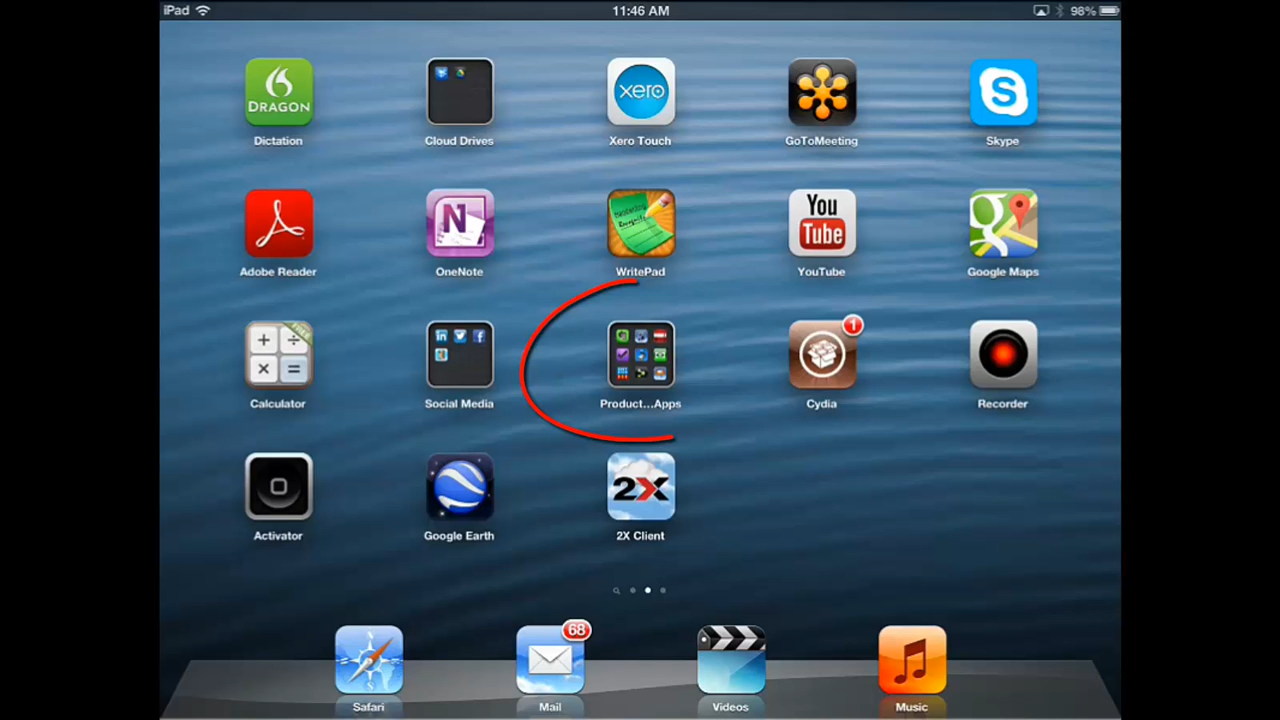 iPad 11:46 AM 98%
DRAGON xero
Dictation Cloud Drives Xero Touch GoToMeeting Skype
You
Tube
Adobe Reader OneNote WritePad YouTube Google Maps
FREE
Calculator Social Media Product...Apps Cydia Recorder
1
2X
Activator Google Earth 2X Client
68
Safari Mail Videos Music